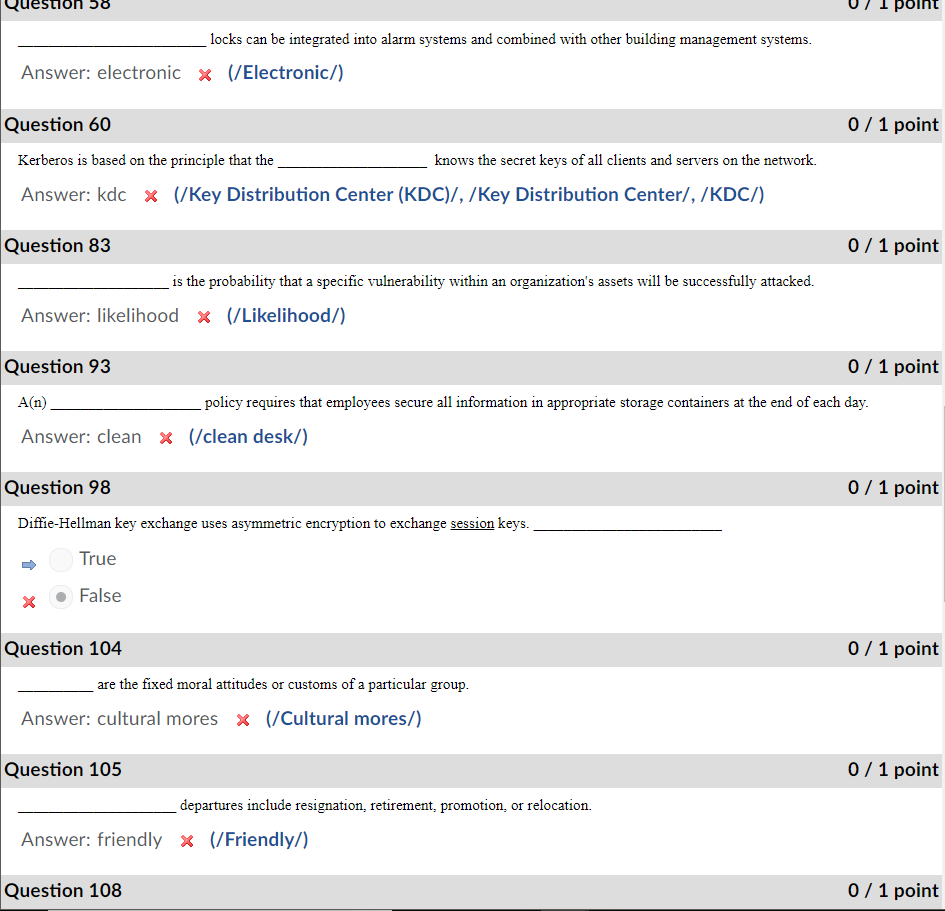 Question 58 0 / 1 point
_________________________ locks can be integrated into alarm systems and combined with other building management systems.
Answer: electronic (/Electronic/)
Question 60 0 / 1 point
Kerberos is based on the principle that the ____________________ knows the secret keys of all clients and servers on the network.
Answer: kdc (/Key Distribution Center (KDC)/, /Key Distribution Center/, /KDC/)
Question 83 0 / 1 point
____________________ is the probability that a specific vulnerability within an organization's assets will be successfully attacked.
Answer: likelihood (/Likelihood/)
Question 93 0 / 1 point
A(n) ____________________ policy requires that employees secure all information in appropriate storage containers at the end of each day.
Answer: clean (/clean desk/)
Question 98 0 / 1 point
Diffie-Hellman key exchange uses asymmetric encryption to exchange session keys. _________________________
True
False
Question 104 0 / 1 point
__________ are the fixed moral attitudes or customs of a particular group.
Answer: cultural mores (/Cultural mores/)
Question 105 0 / 1 point
_____________________ departures include resignation, retirement, promotion, or relocation.
Answer: friendly (/Friendly/)
Question 108 0 / 1 point